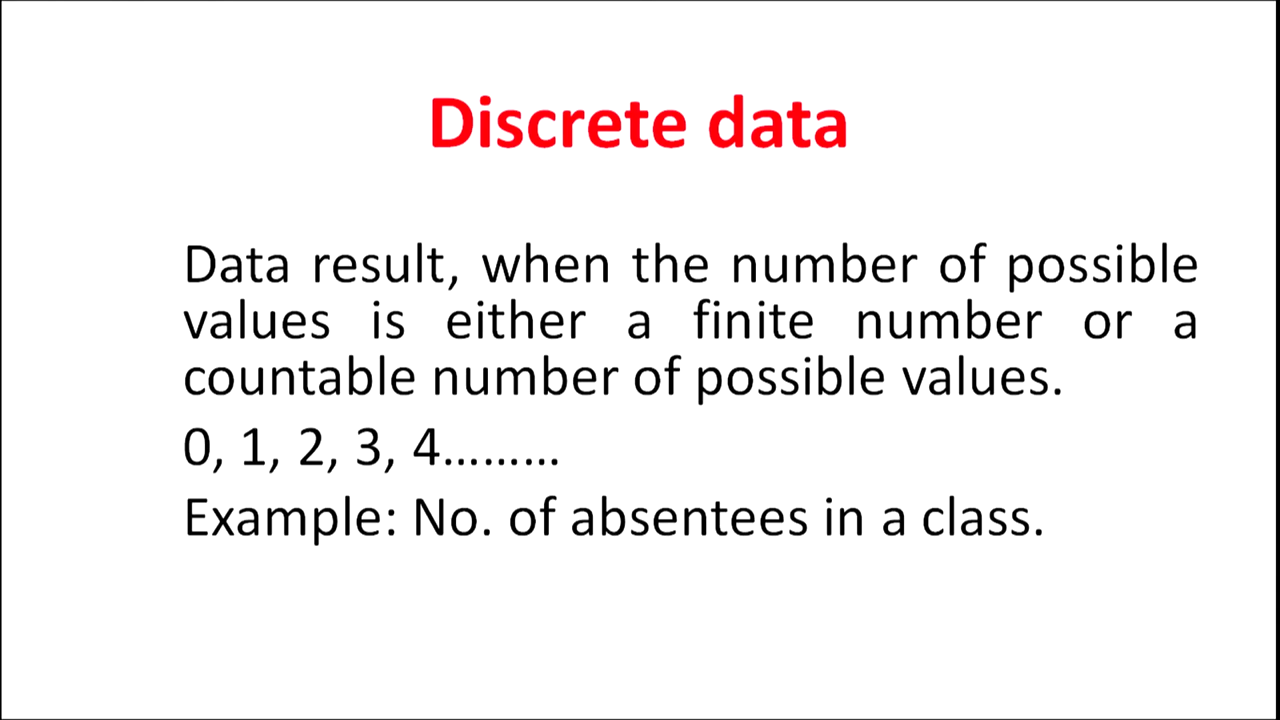 Discrete data
Data result, when the number of possible
values is either a finite number or a
countable number of possible values.
0, 1, 2, 3, 4.........
Example: No. of absentees in a class.